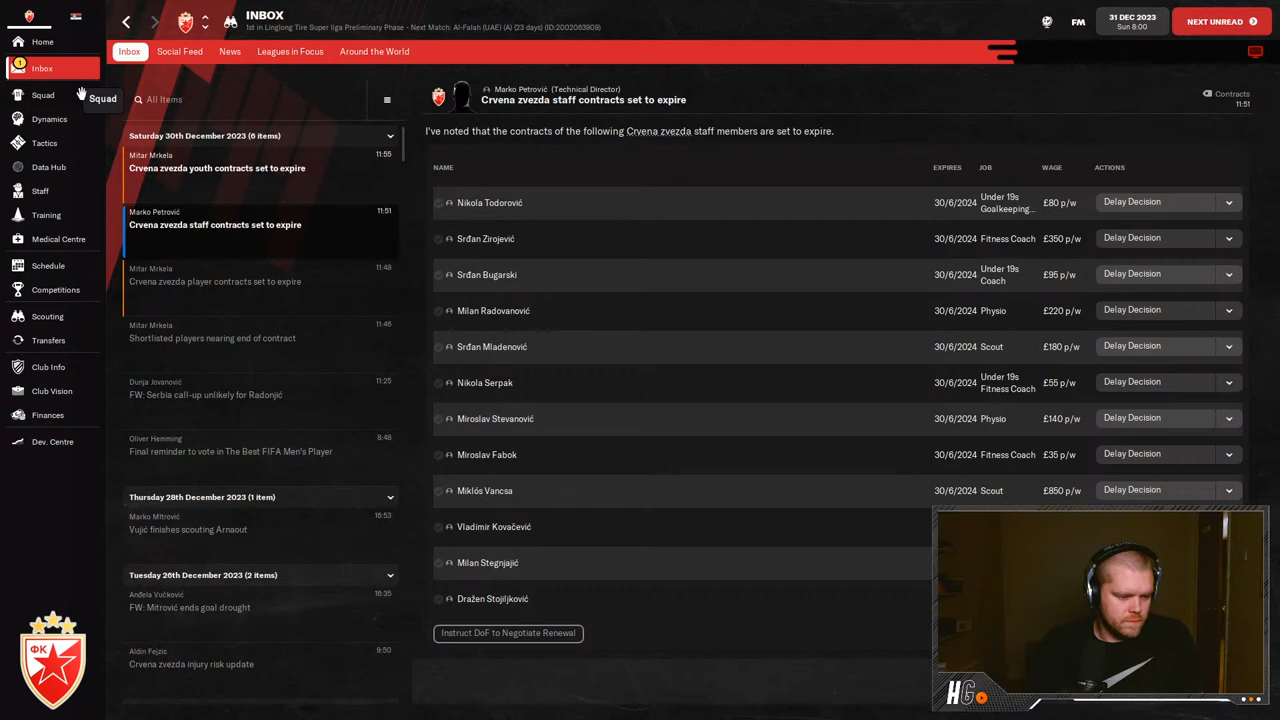 INBOX
1st in Linglong Tire Super liga Preliminary Phase - Next Match: Al-Falah (UAE) (A) (23 days) (ID:2002063909)
FM
31 DEC 2023
Sun 8:00
NEXT UNREAD
Home
1
Inbox
Squad
Squad
Dynamics
Tactics
Data Hub
Staff
Training
Medical Centre
Schedule
Competitions
Scouting
Transfers
Club Info
Club Vision
Finances
Dev. Centre
ФК
Inbox
Social Feed
News
Leagues in Focus
Around the World
All Items
Saturday 30th December 2023 (6 items)
Mitar Mrkela 11:55
Crvena zvezda youth contracts set to expire
Marko Petrović 11:51
Crvena zvezda staff contracts set to expire
Mitar Mrkela 11:48
Crvena zvezda player contracts set to expire
Mitar Mrkela 11:46
Shortlisted players nearing end of contract
Dunja Jovanović 11:25
FW: Serbia call-up unlikely for Radonjić
Oliver Hemming 8:48
Final reminder to vote in The Best FIFA Men's Player
Thursday 28th December 2023 (1 item)
Marko Mitrović 16:53
Vujić finishes scouting Arnaout
Tuesday 26th December 2023 (2 items)
Anđela Vučković 16:35
FW: Mitrović ends goal drought
Aldin Fejzic 9:50
Crvena zvezda injury risk update
Marko Petrović (Technical Director)
Crvena zvezda staff contracts set to expire
Contracts
11:51
I've noted that the contracts of the following Crvena zvezda staff members are set to expire.
NAME EXPIRES JOB WAGE ACTIONS
Nikola Todorović 30/6/2024 Under 19s Goalkeeping... £80 p/w Delay Decision
Srđan Zirojević 30/6/2024 Fitness Coach £350 p/w Delay Decision
Srđan Bugarski 30/6/2024 Under 19s Coach £95 p/w Delay Decision
Milan Radovanović 30/6/2024 Physio £220 p/w Delay Decision
Srđan Mladenović 30/6/2024 Scout £180 p/w Delay Decision
Nikola Serpak 30/6/2024 Under 19s Fitness Coach £55 p/w Delay Decision
Miroslav Stevanović 30/6/2024 Physio £140 p/w Delay Decision
Miroslav Fabok 30/6/2024 Fitness Coach £35 p/w Delay Decision
Miklós Vancsa 30/6/2024 Scout £850 p/w Delay Decision
Vladimir Kovačević
Milan Stegnjajić
Dražen Stojiljković
Instruct DoF to Negotiate Renewal
HG